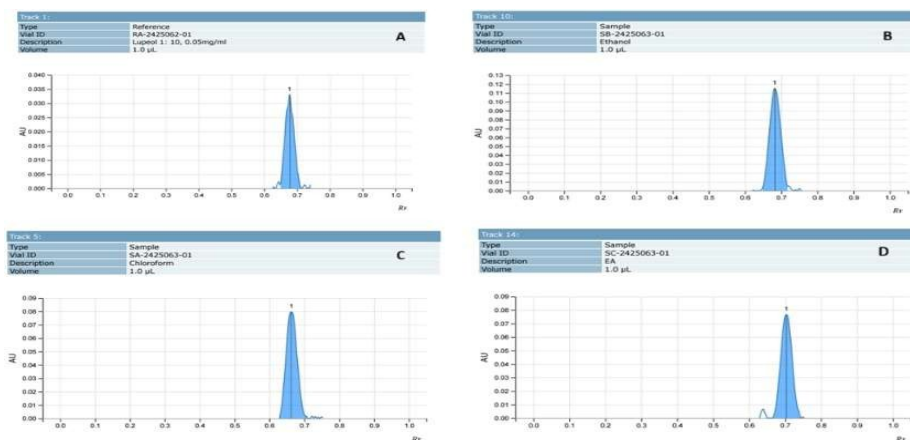 Track 1:
Type Reference
Vial ID RA-2425062-01
Description Lupeol 1: 10, 0.05mg/ml
Volume 1.0 µL
A
0.040
0.035
0.030
0.025
0.020
0.015
0.010
0.005
0.000
AU
1
0.0 0.1 0.2 0.3 0.4 0.5 0.6 0.7 0.8 0.9 1.0
RF
Track 10:
Type Sample
Vial ID SB-2425063-01
Description Ethanol
Volume 1.0 µL
B
0.13
0.12
0.11
0.10
0.09
0.08
0.07
0.06
0.05
0.04
0.03
0.02
0.01
0.00
AU
1
0.0 0.1 0.2 0.3 0.4 0.5 0.6 0.7 0.8 0.9 1.0
RF
Track 5:
Type Sample
Vial ID SA-2425063-01
Description Chloroform
Volume 1.0 µL
C
0.09
0.08
0.07
0.06
0.05
0.04
0.03
0.02
0.01
0.00
AU
1
0.0 0.1 0.2 0.3 0.4 0.5 0.6 0.7 0.8 0.9 1.0
RF
Track 14:
Type Sample
Vial ID SC-2425063-01
Description EA
Volume 1.0 µL
D
0.09
0.08
0.07
0.06
0.05
0.04
0.03
0.02
0.01
0.00
AU
1
0.0 0.1 0.2 0.3 0.4 0.5 0.6 0.7 0.8 0.9 1.0
RF